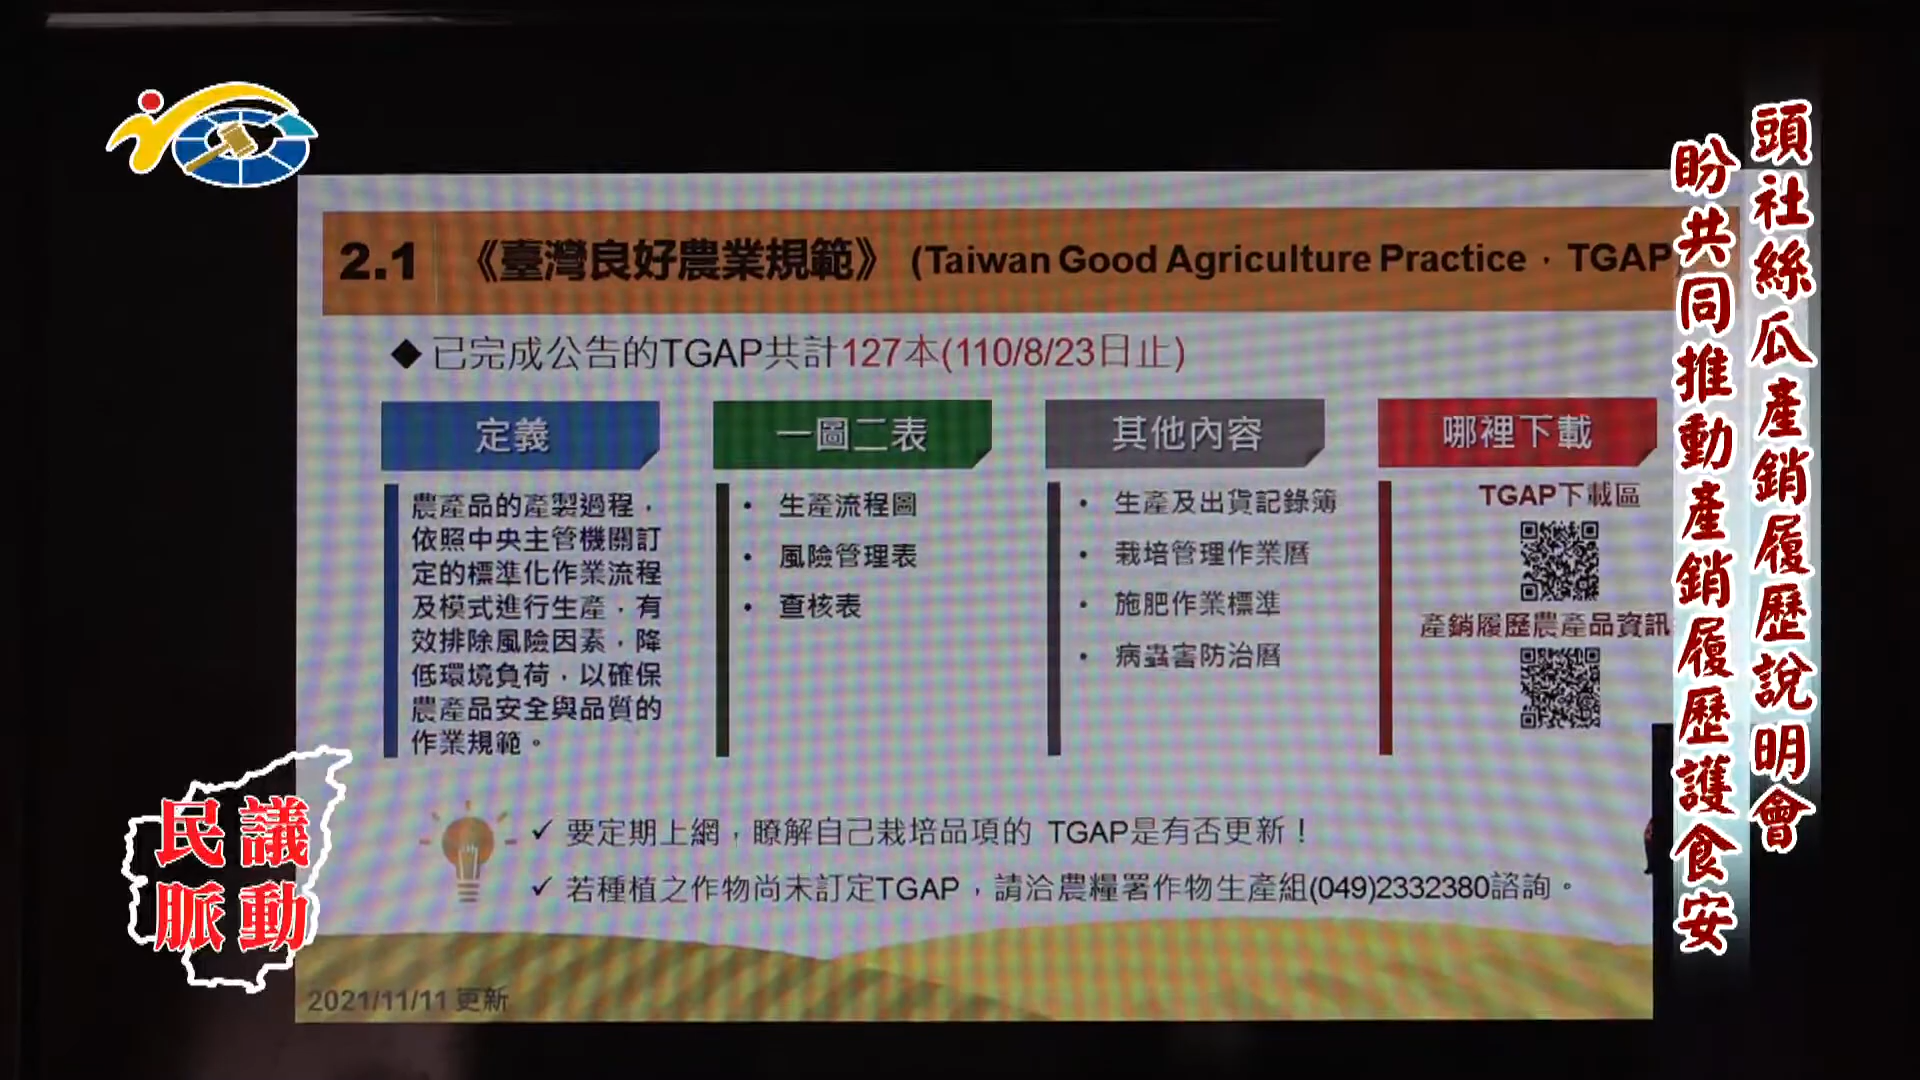 頭社絲瓜產銷履歷說明會
盼共同推動產銷履歷護食安
2.1 《臺灣良好農業規範》 (Taiwan Good Agriculture Practice，TGAP)
◆已完成公告的TGAP共計127本(110/8/23日止)
定義
農產品的產製過程，
依照中央主管機關訂
定的標準化作業流程
及模式進行生產，有
效排除風險因素，降
低環境負荷，以確保
農產品安全與品質的
作業規範。
一圖二表
• 生產流程圖
• 風險管理表
• 查核表
其他內容
• 生產及出貨記錄簿
• 栽培管理作業曆
• 施肥作業標準
• 病蟲害防治曆
哪裡下載
TGAP下載區
產銷履歷農產品資訊
✓ 要定期上網，瞭解自己栽培品項的 TGAP是有否更新！
✓ 若種植之作物尚未訂定TGAP，請洽農糧署作物生產組(049)2332380諮詢。
2021/11/11更新
民議
脈動